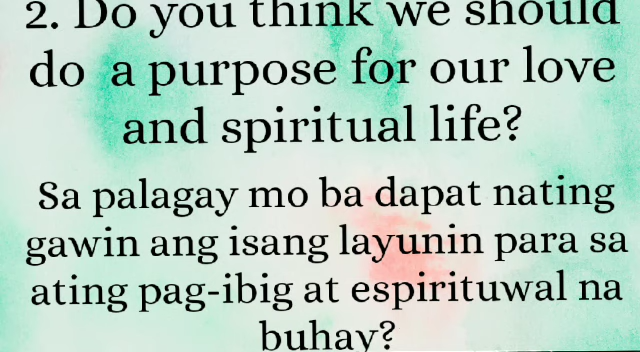 2. Do you think we should
do a purpose for our love
and spiritual life?
Sa palagay mo ba dapat nating
gawin ang isang layunin para sa
ating pag-ibig at espirituwal na
buhay?